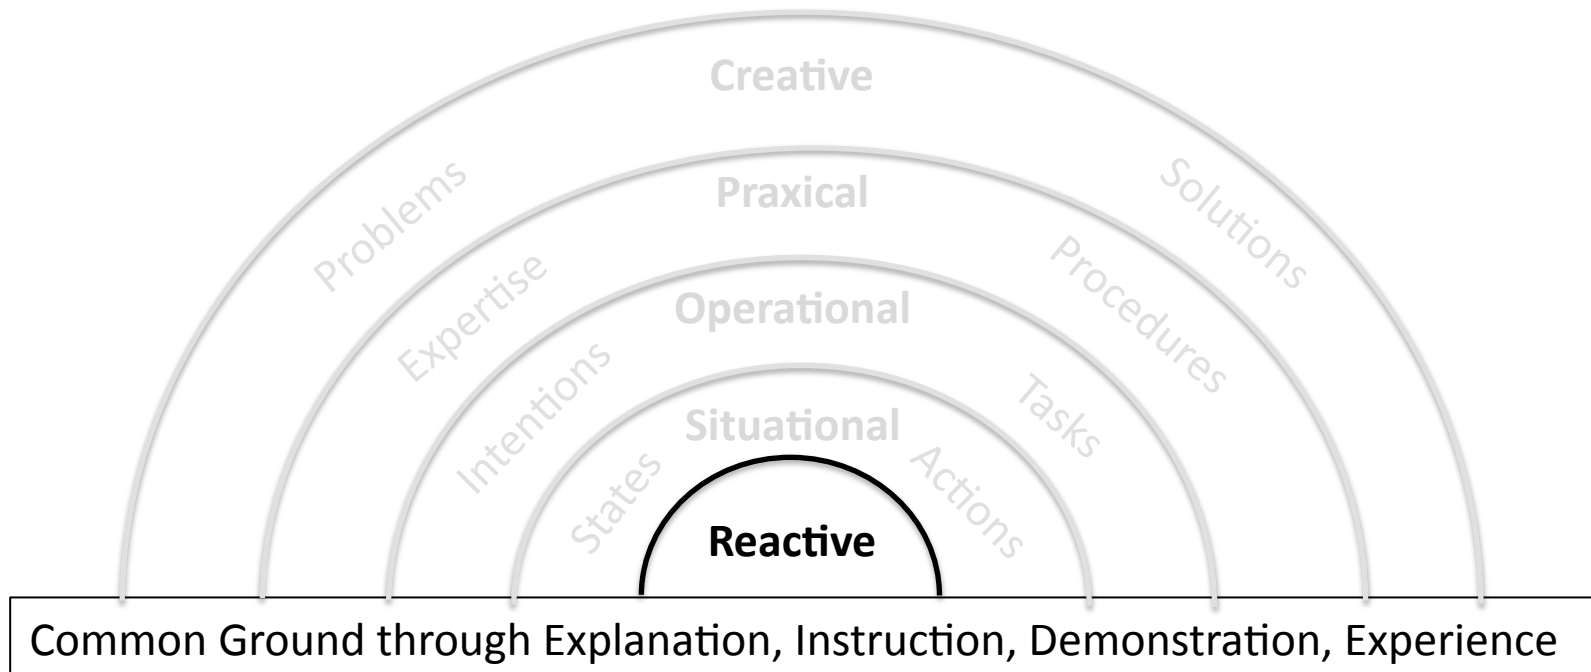 Creative
Problems
Solutions
Praxical
Expertise
Procedures
Operational
Intentions
Tasks
Situational
States
Actions
Reactive
Common Ground through Explanation, Instruction, Demonstration, Experience